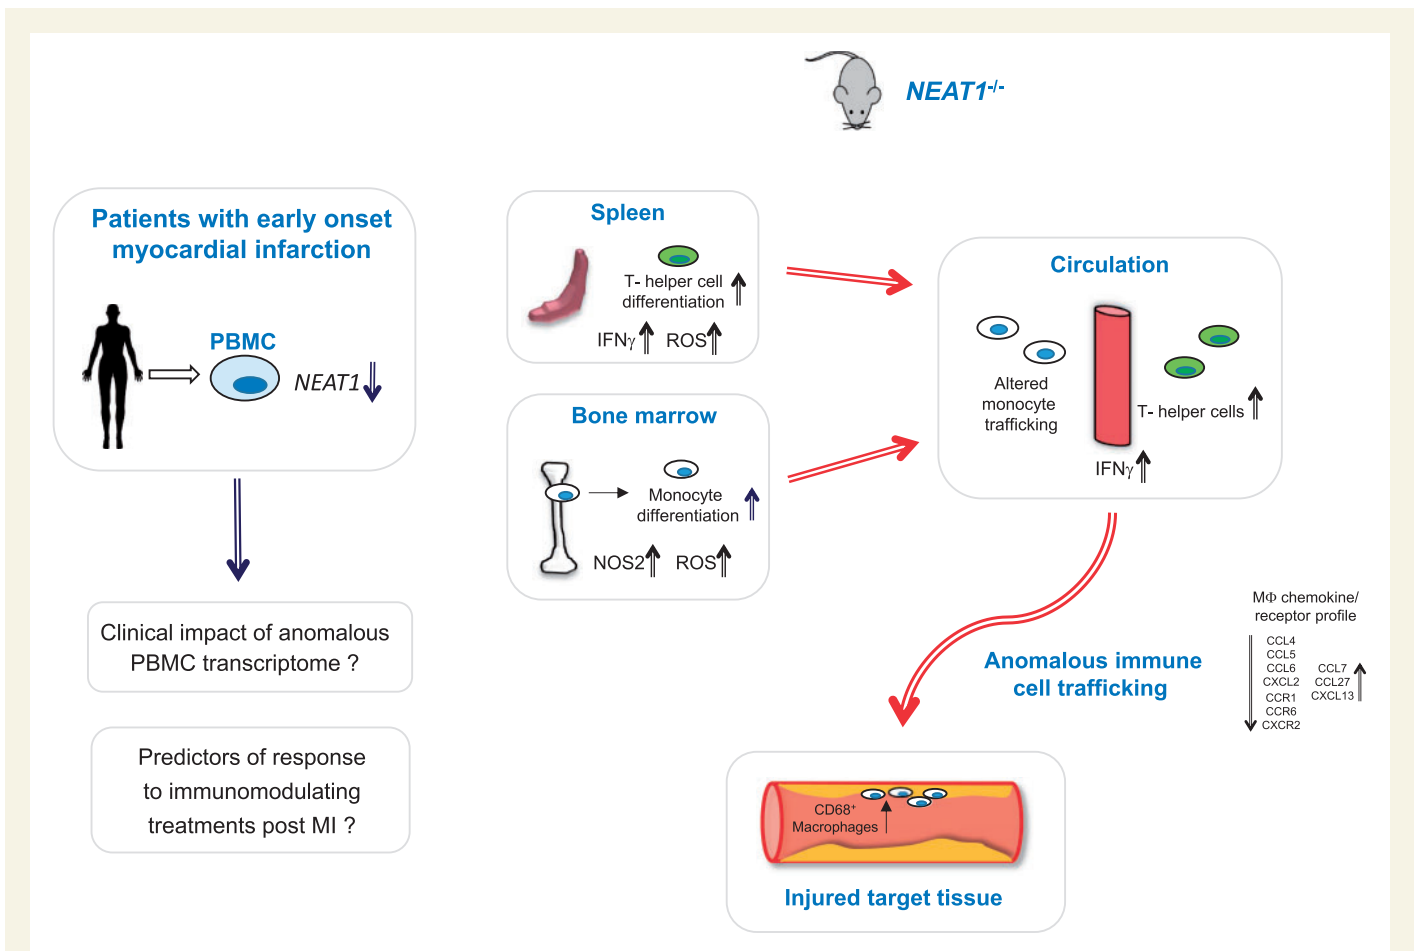 NEAT1-/-
Patients with early onset
myocardial infarction
PBMC
NEAT1
Clinical impact of anomalous
PBMC transcriptome ?
Predictors of response
to immunomodulating
treatments post MI ?
Spleen
T- helper cell
differentiation
IFNγ ROS
Bone marrow
Monocyte
differentiation
NOS2 ROS
Circulation
Altered
monocyte
trafficking
T- helper cells
IFNγ
Anomalous immune
cell trafficking
MΦ chemokine/
receptor profile
CCL4
CCL5
CCL6
CXCL2
CCR1
CCR6
CXCR2
CCL7
CCL27
CXCL13
CD68+
Macrophages
Injured target tissue